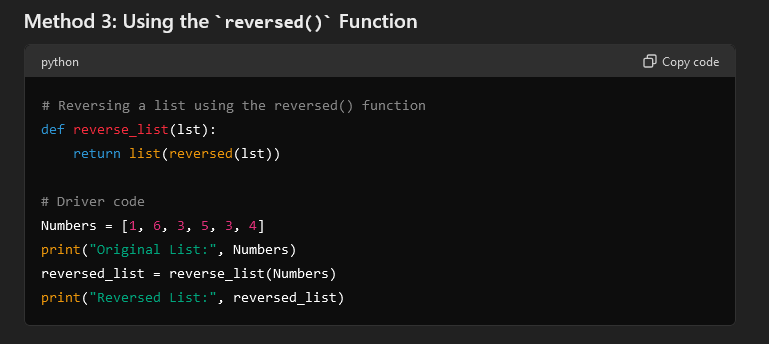 Method 3: Using the `reversed()` Function
python
Copy code
# Reversing a list using the reversed() function
def reverse_list(lst):
    return list(reversed(lst))
# Driver code
Numbers = [1, 6, 3, 5, 3, 4]
print("Original List:", Numbers)
reversed_list = reverse_list(Numbers)
print("Reversed List:", reversed_list)